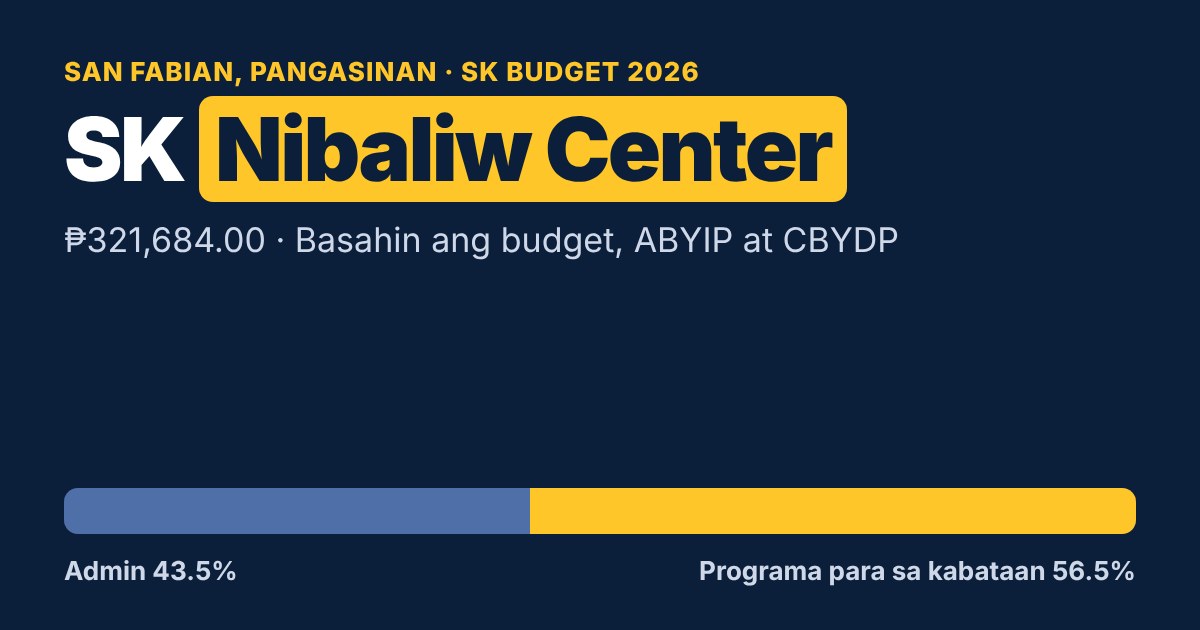 SAN FABIAN, PANGASINAN · SK BUDGET 2026
SK Nibaliw Center
₱321,684.00 · Basahin ang budget, ABYIP at CBYDP
Admin 43.5%
Programa para sa kabataan 56.5%